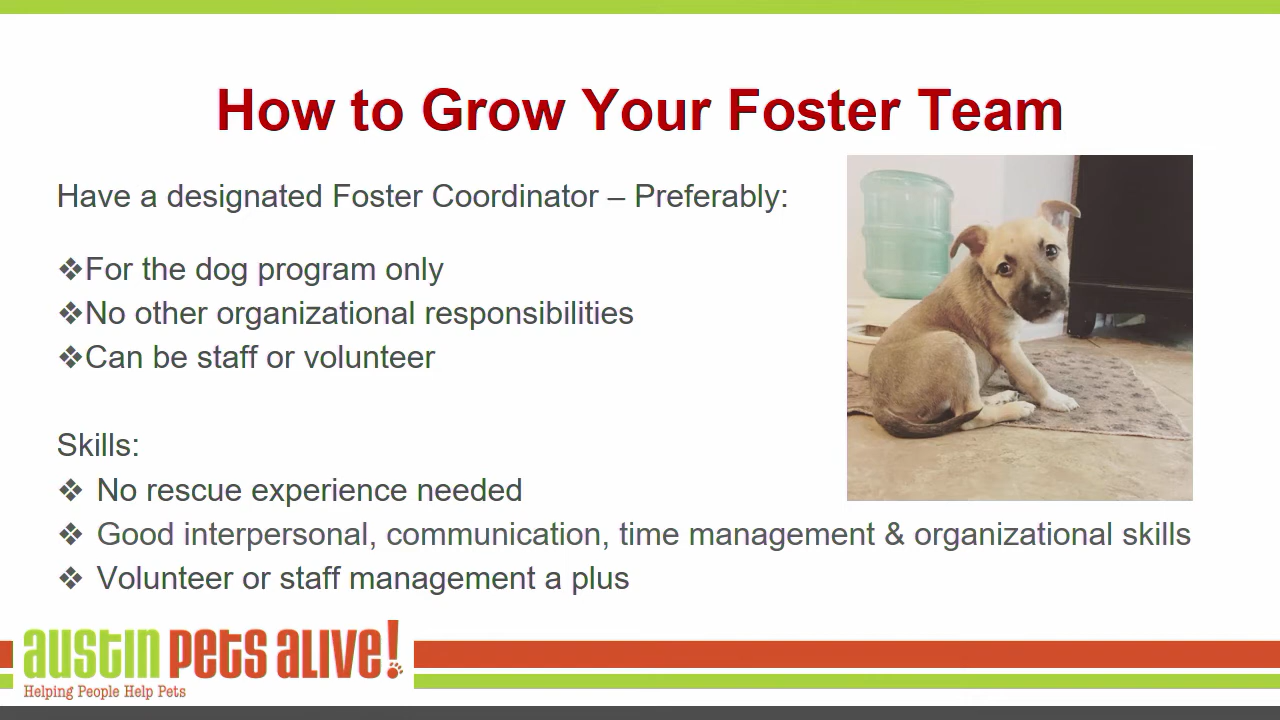 How to Grow Your Foster Team
Have a designated Foster Coordinator – Preferably:
❖For the dog program only
❖No other organizational responsibilities
❖Can be staff or volunteer
Skills:
❖ No rescue experience needed
❖ Good interpersonal, communication, time management & organizational skills
❖ Volunteer or staff management a plus
austin PETS ALIVE!
Helping People Help Pets